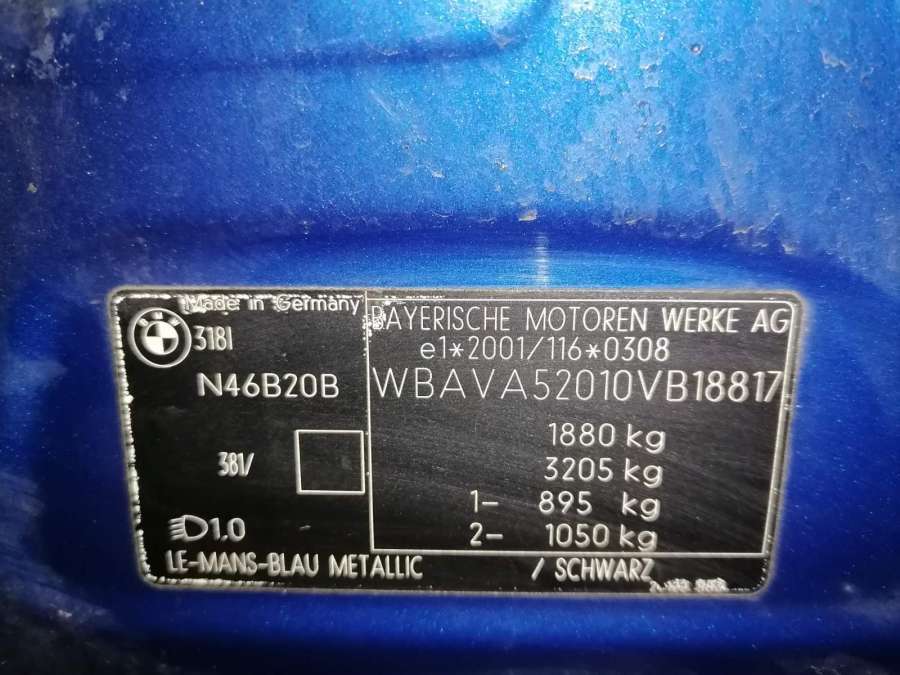 Made in Germany
318I
N46B20B
381/
1.0
LE-MANS-BLAU METALLIC / SCHWARZ
BAYERISCHE MOTOREN WERKE AG
e1*2001/116*0308
WBAVA52010VB18817
1880 kg
3205 kg
1- 895 kg
2- 1050 kg